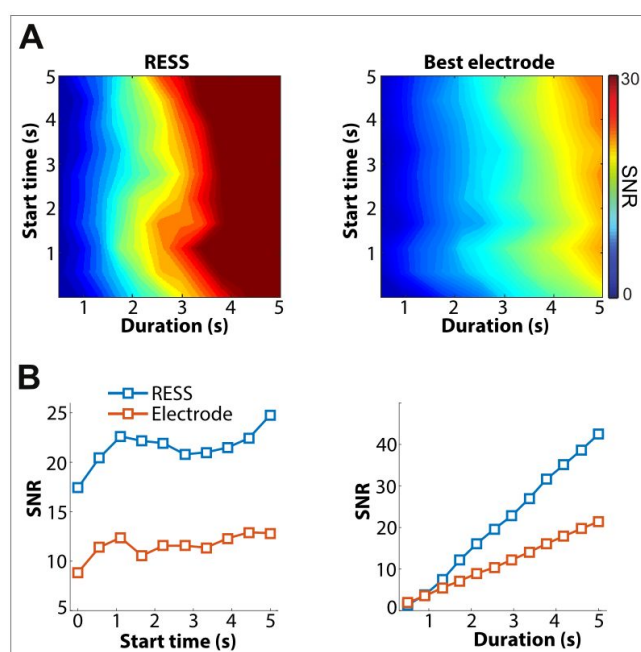 A
RESS
Best electrode
5
4
3
2
1
Start time (s)
1 2 3 4 5
Duration (s)
5
4
3
2
1
Start time (s)
1 2 3 4 5
Duration (s)
30
SNR
0
B
RESS
Electrode
25
20
15
10
5
SNR
0 1 2 3 4 5
Start time (s)
40
30
20
10
0
SNR
1 2 3 4 5
Duration (s)